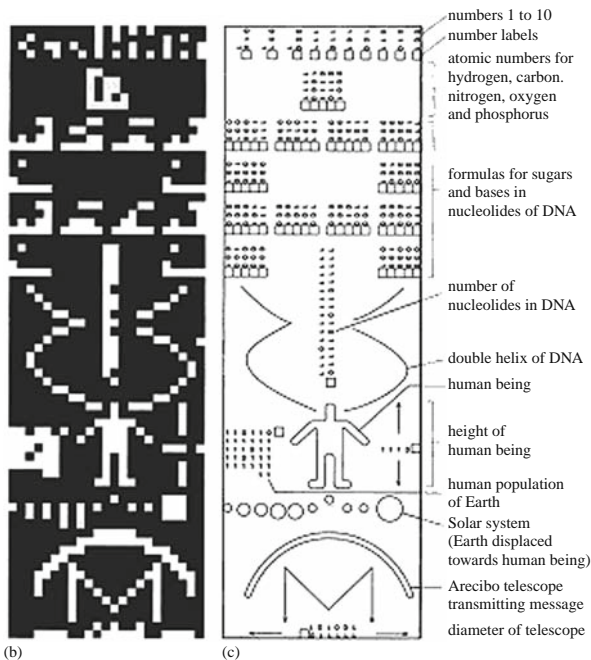 numbers 1 to 10
number labels
atomic numbers for
hydrogen, carbon.
nitrogen, oxygen
and phosphorus
formulas for sugars
and bases in
nucleolides of DNA
number of
nucleolides in DNA
double helix of DNA
human being
height of
human being
human population
of Earth
Solar system
(Earth displaced
towards human being)
Arecibo telescope
transmitting message
diameter of telescope
(b)
(c)